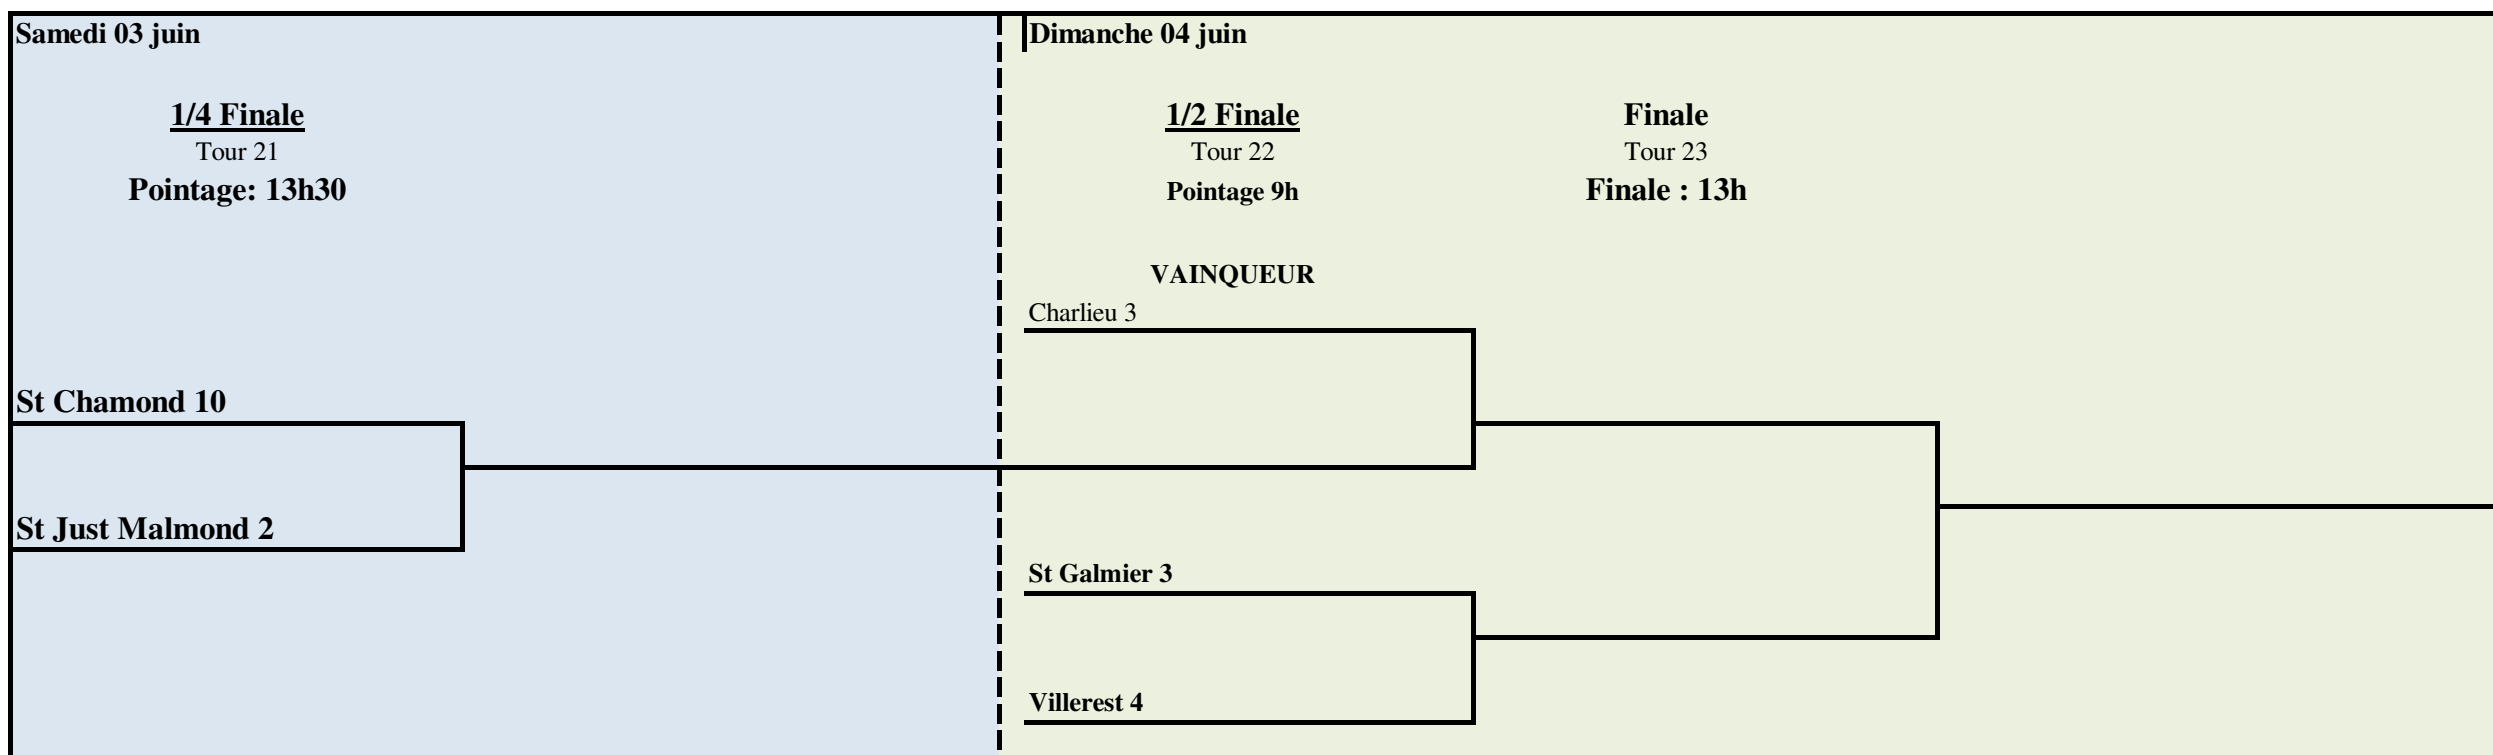 Samedi 03 juin
Dimanche 04 juin
1/4 Finale
1/2 Finale
Finale
Tour 21
Tour 22
Tour 23
Pointage: 13h30
Pointage 9h
Finale : 13h
VAINQUEUR
Charlieu 3
St Chamond 10
St Just Malmond 2
St Galmier 3
Villerest 4